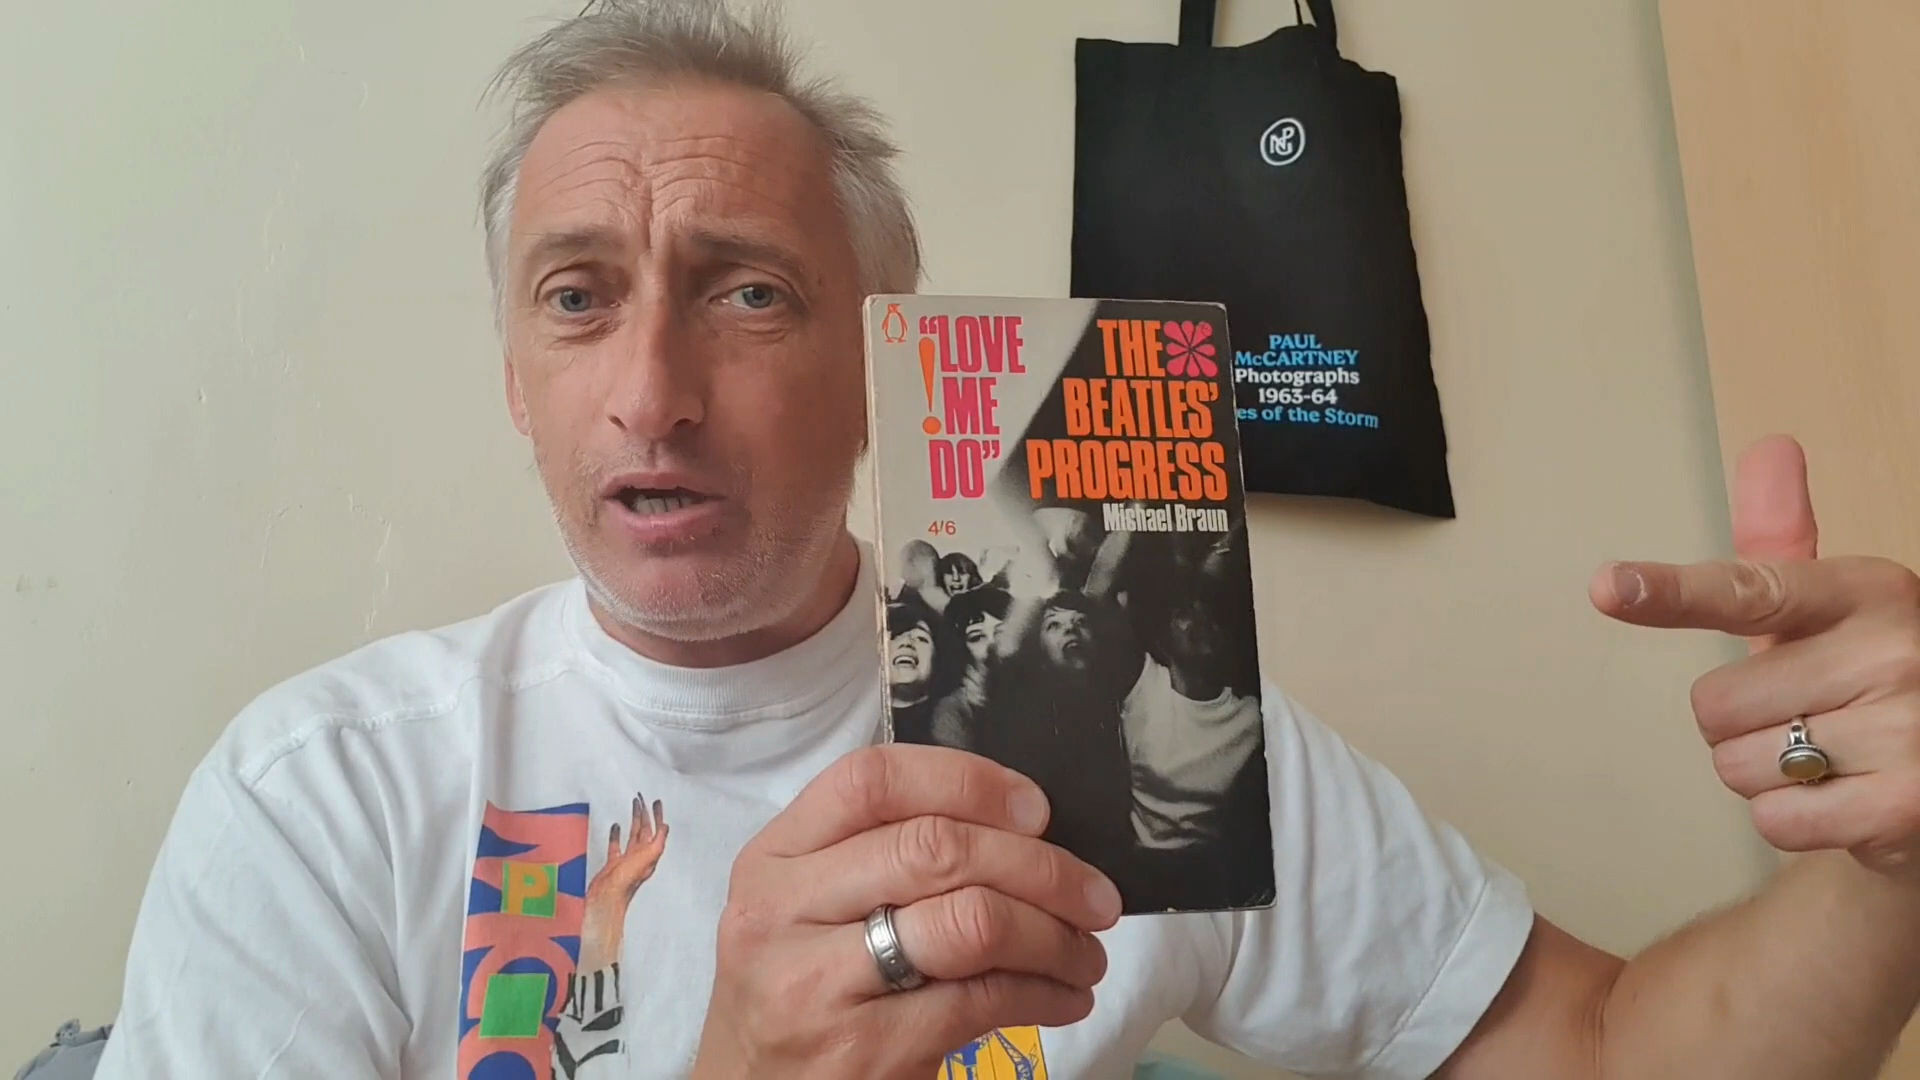 “LOVE
ME
DO”
4/6
THE
BEATLES’
PROGRESS
Michael Braun
NPG
PAUL
McCARTNEY
Photographs
1963-64
es of the Storm
P